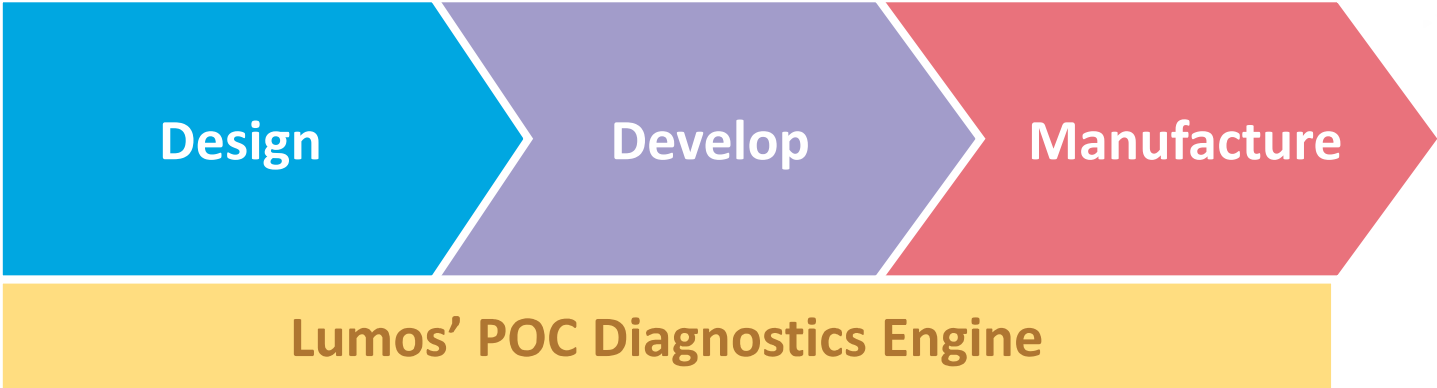 Design
Develop
Manufacture
Lumos’ POC Diagnostics Engine